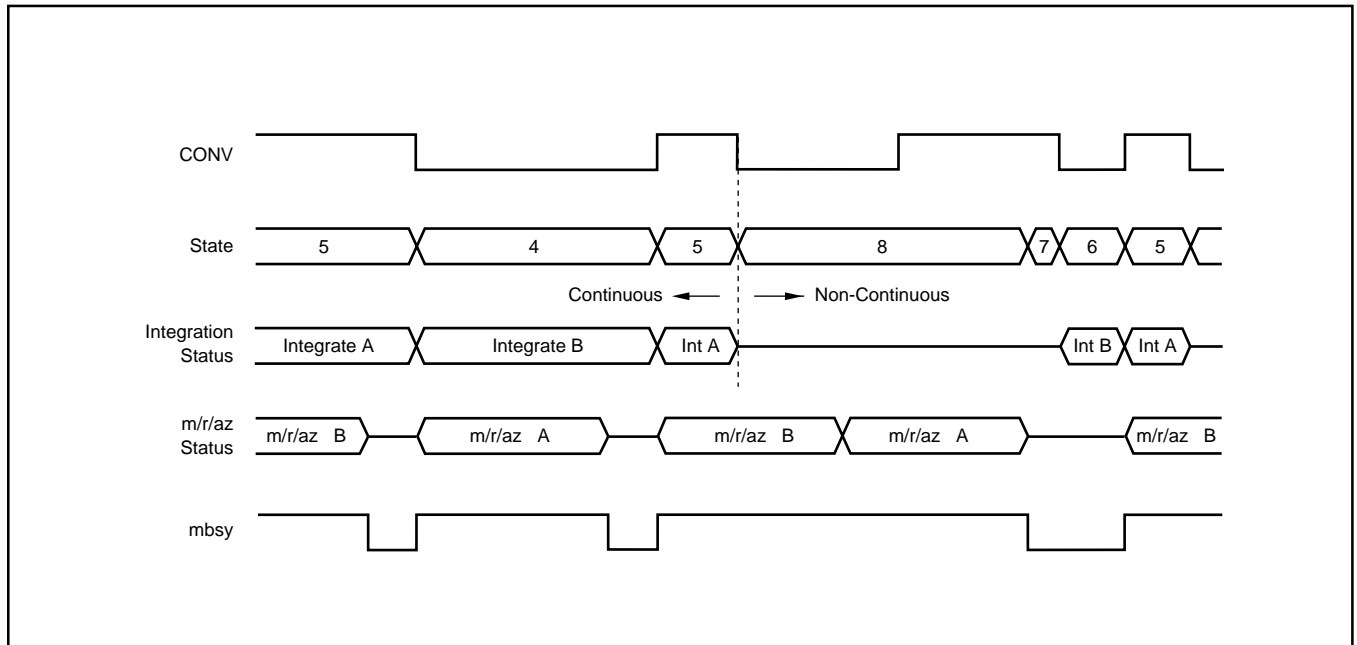 CONV
State 5 4 5 8 7 6 5
Continuous Non-Continuous
Integration
Status
Integrate A Integrate B Int A Int B Int A
m/r/az
Status
m/r/az B m/r/az A m/r/az B m/r/az A m/r/az B
mbsy